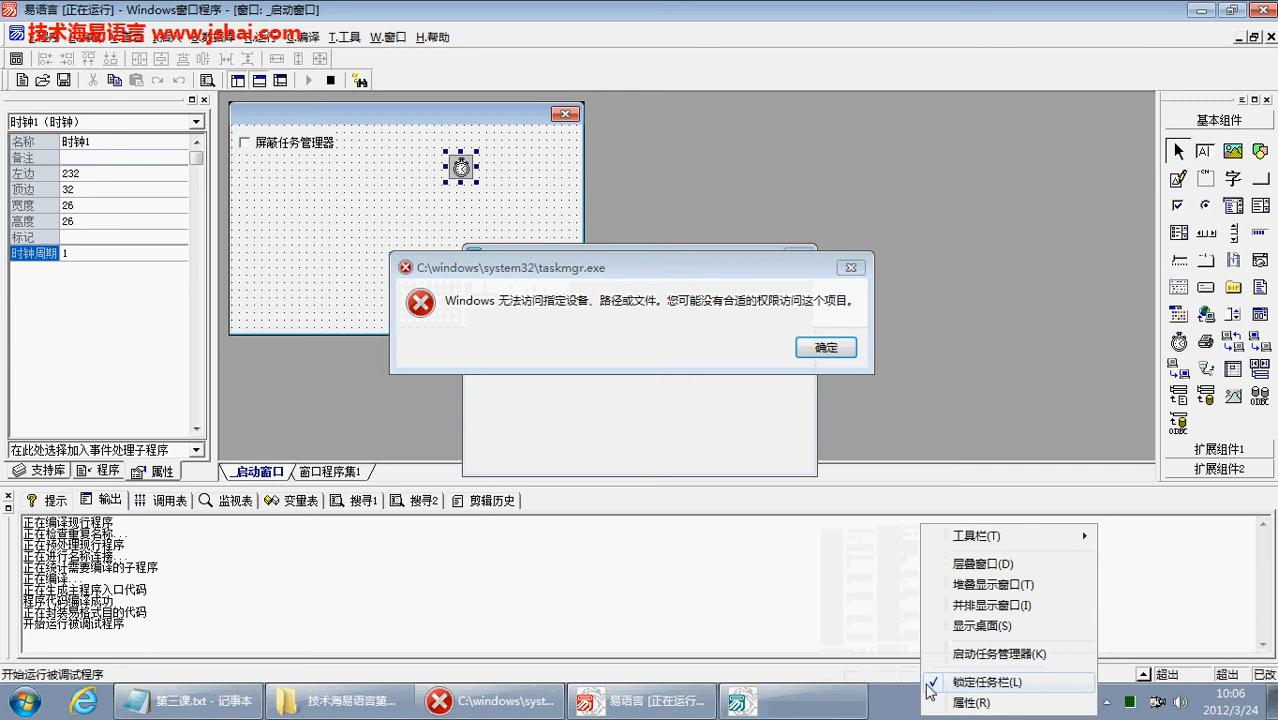 易语言 [正在运行] - Windows窗口程序 - [窗口: _启动窗口]
技术海易语言 www.jshai.com
T.工具 W.窗口 H.帮助
时钟1（时钟）
名称 时钟1
备注
左边 232
顶边 32
宽度 26
高度 26
标记
时钟周期 1
在此处选择加入事件处理子程序
支持库 程序 属性
屏蔽任务管理器
C:\windows\system32\taskmgr.exe
Windows 无法访问指定设备、路径或文件。您可能没有合适的权限访问这个项目。
确定
_启动窗口 窗口程序集1
基本组件
扩展组件1
扩展组件2
提示 输出 调用表 监视表 变量表 搜寻1 搜寻2 剪辑历史
正在编译现行程序
正在检查重复名称...
正在预处理现行程序
正在进行名称连接...
正在统计需要编译的子程序
正在编译...
正在生成主程序入口代码
程序代码编译成功
正在封装易格式目的代码
开始运行被调试程序
工具栏(T)
层叠窗口(D)
堆叠显示窗口(T)
并排显示窗口(I)
显示桌面(S)
启动任务管理器(K)
锁定任务栏(L)
属性(R)
开始运行被调试程序
超出 超出 已改
第三课.txt - 记事本
技术海易语言第...
C:\windows\syst...
易语言 [正在运行...
10:06
2012/3/24